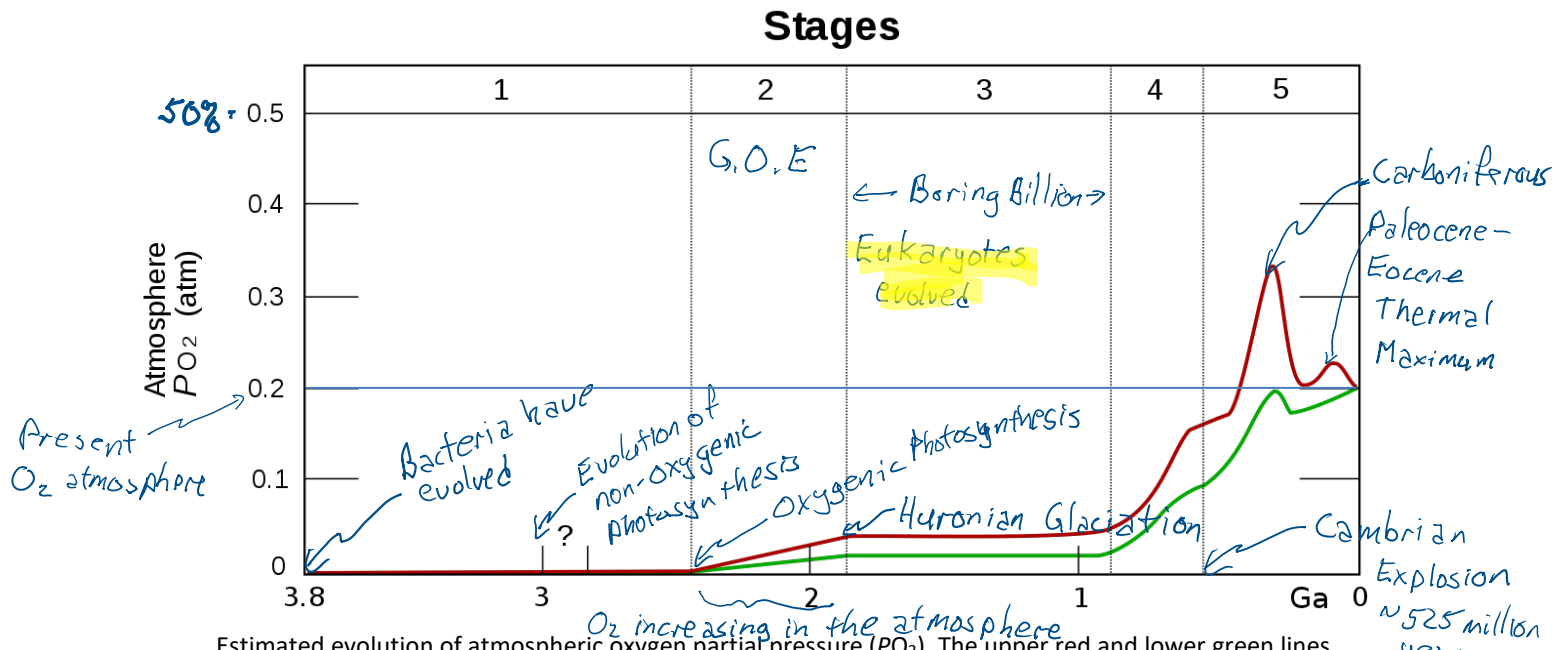 Stages
1 2 3 4 5
50% 0.5
G.O.E
Carboniferous
0.4
← Boring Billion →
Paleocene-
Eocene
Thermal
Maximum
Eukaryotes
evolved
0.3
Atmosphere
PO2 (atm)
0.2
Present
O2 atmosphere
Bacteria have
evolved
Evolution of
non-oxygenic
photosynthesis
Oxygenic Photosynthesis
0.1
?
Huronian Glaciation
Cambrian
Explosion
~525 million
0
3.8 3 2 1 Ga 0
O2 increasing in the atmosphere
Estimated evolution of atmospheric oxygen partial pressure (PO2). The upper red and lower green lines